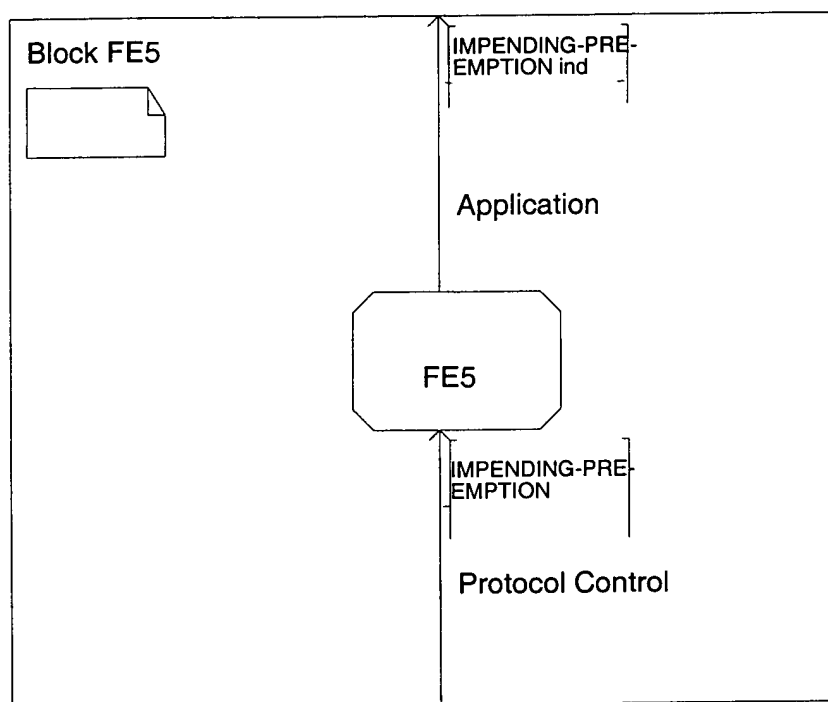 Block FE5
IMPENDING-PRE-
EMPTION ind
Application
FE5
IMPENDING-PRE-
EMPTION
Protocol Control